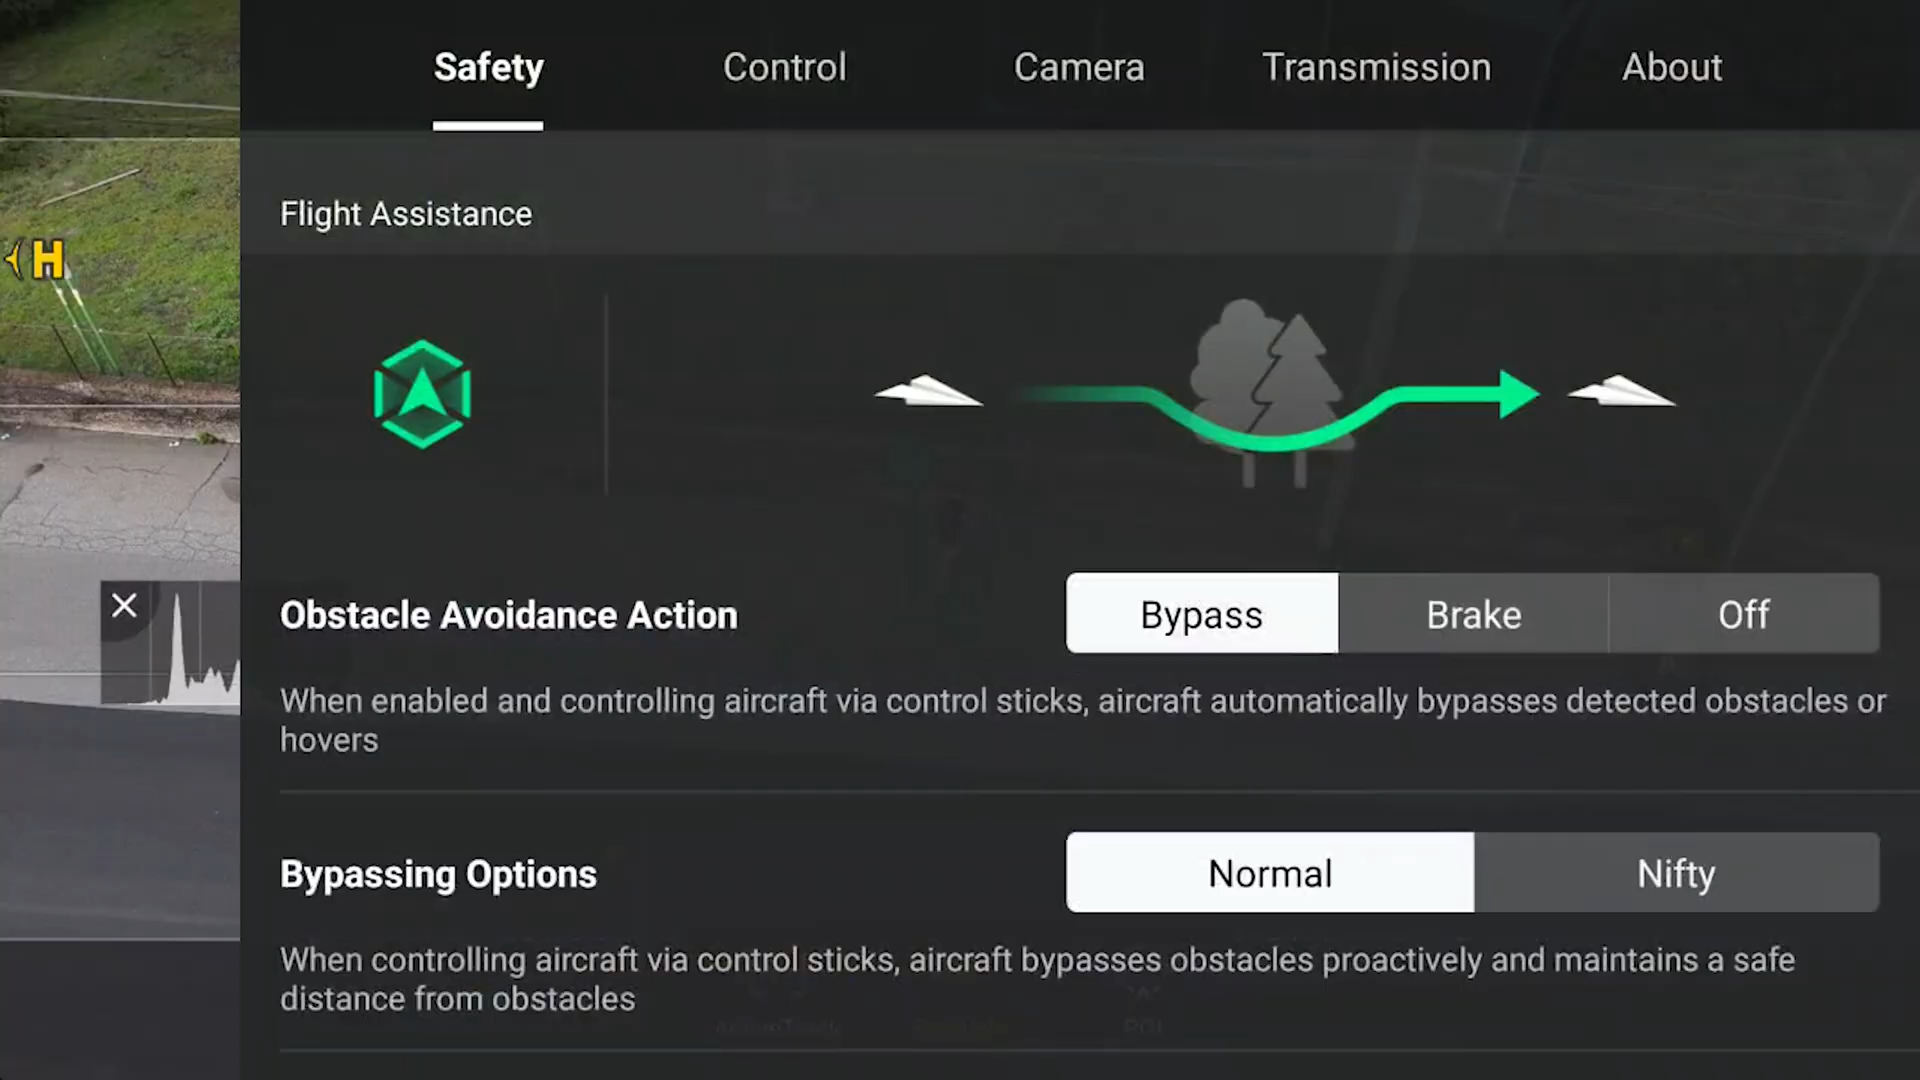 Safety Control Camera Transmission About
Flight Assistance
H
Obstacle Avoidance Action Bypass Brake Off
When enabled and controlling aircraft via control sticks, aircraft automatically bypasses detected obstacles or
hovers
Bypassing Options Normal Nifty
When controlling aircraft via control sticks, aircraft bypasses obstacles proactively and maintains a safe
distance from obstacles